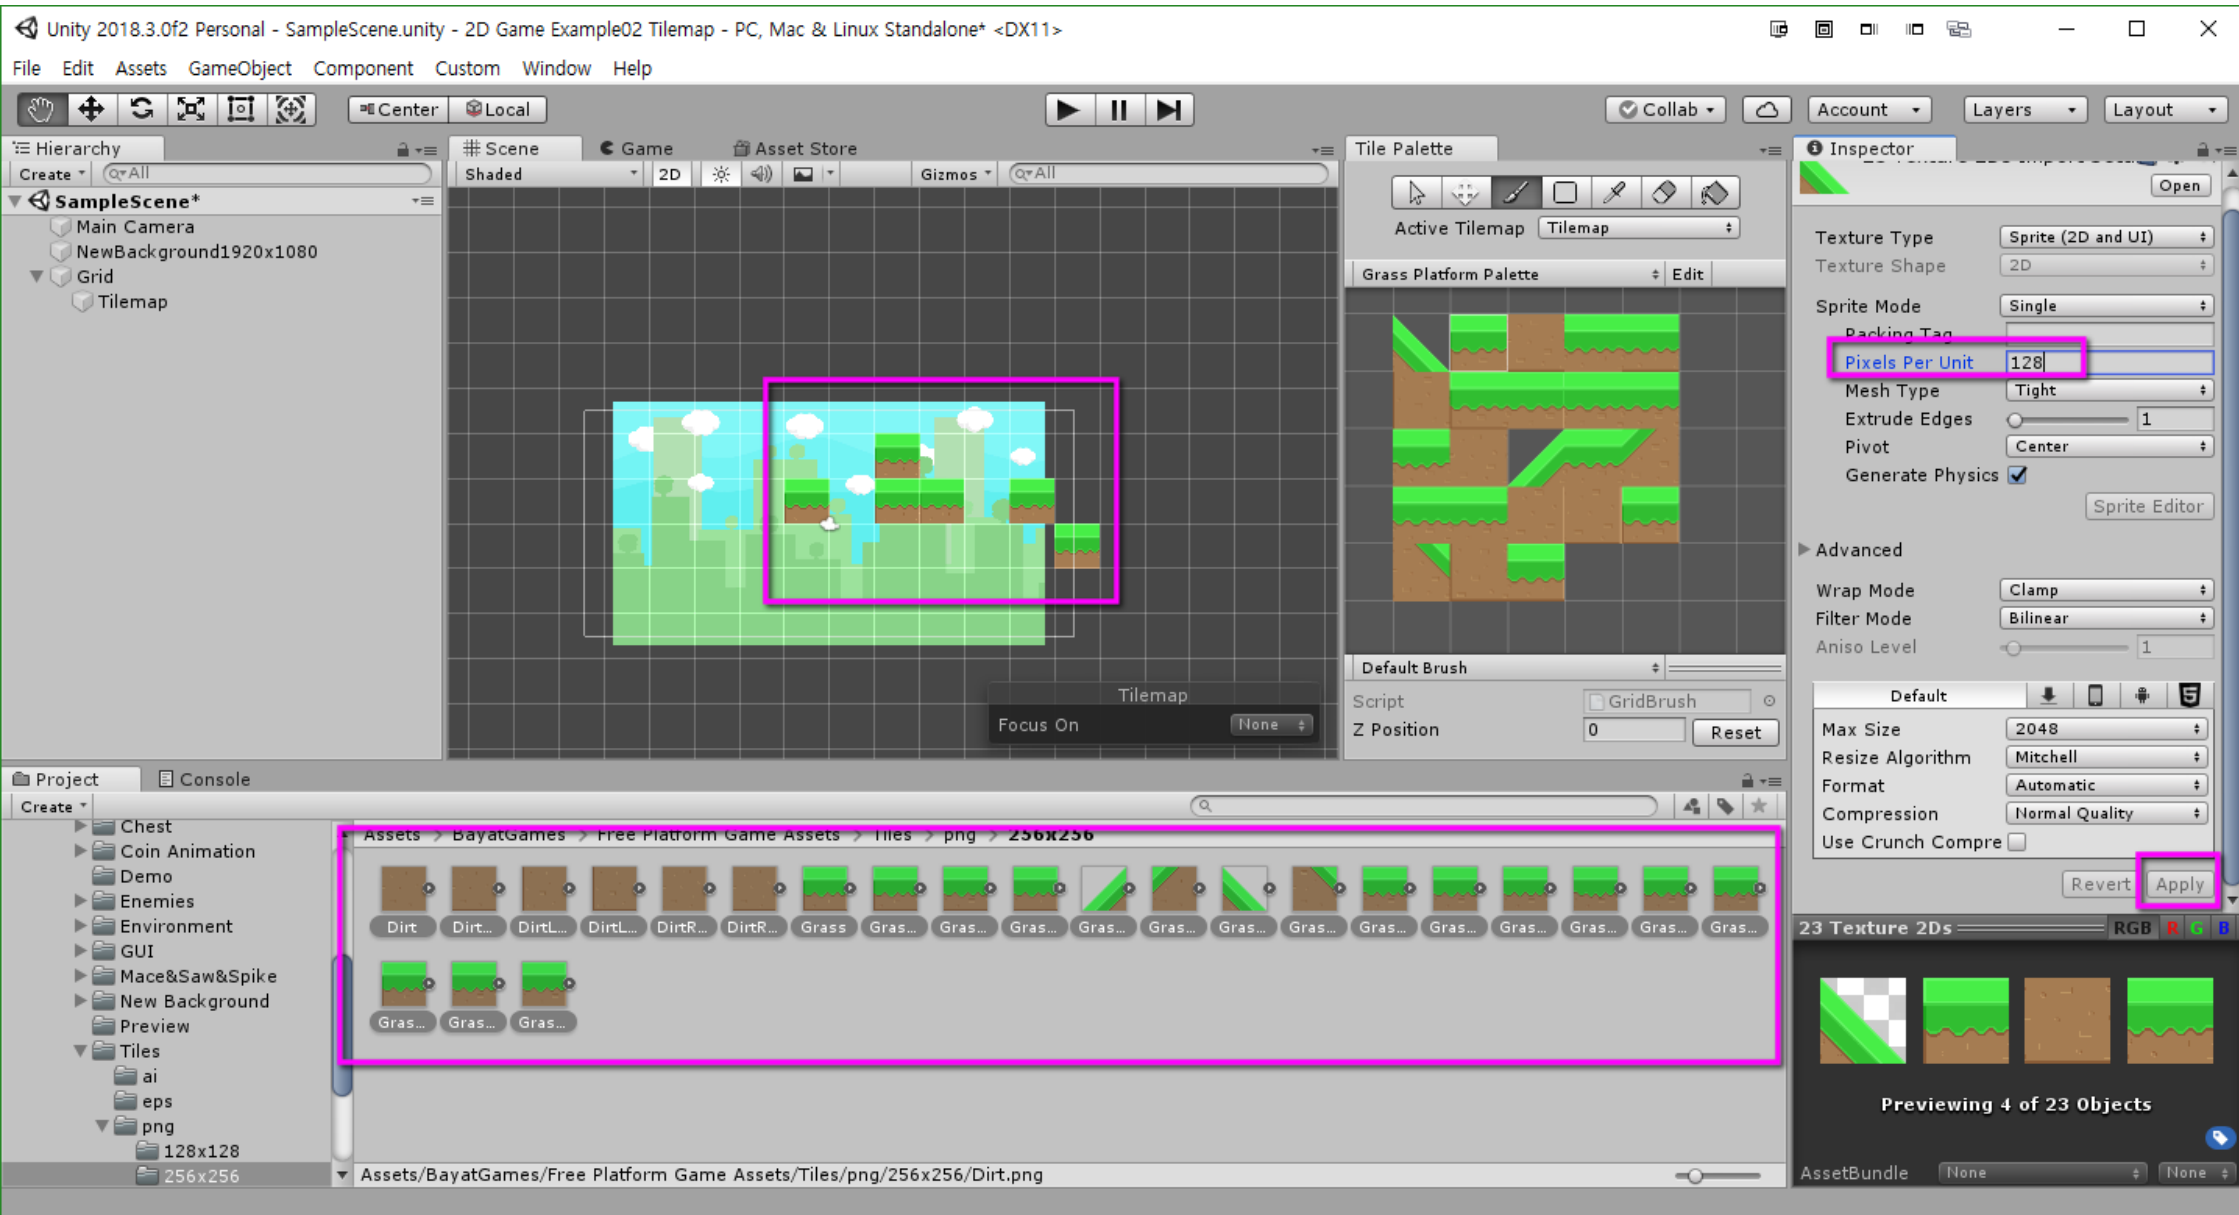 Unity 2018.3.0f2 Personal - SampleScene.unity - 2D Game Example02 Tilemap - PC, Mac & Linux Standalone* <DX11>
File Edit Assets GameObject Component Custom Window Help
Center Local Collab Account Layers Layout
Hierarchy
Create All
SampleScene*
Main Camera
NewBackground1920x1080
Grid
Tilemap
Scene Game Asset Store
Shaded 2D Gizmos All
Tilemap
Focus On None
Tile Palette
Active Tilemap Tilemap
Grass Platform Palette Edit
Default Brush
Script GridBrush
Z Position 0 Reset
Inspector
Open
Texture Type Sprite (2D and UI)
Texture Shape 2D
Sprite Mode Single
Packing Tag
Pixels Per Unit 128
Mesh Type Tight
Extrude Edges 1
Pivot Center
Generate Physics
Sprite Editor
Advanced
Wrap Mode Clamp
Filter Mode Bilinear
Aniso Level 1
Default
Max Size 2048
Resize Algorithm Mitchell
Format Automatic
Compression Normal Quality
Use Crunch Compre
Revert Apply
23 Texture 2Ds RGB R G B
Previewing 4 of 23 Objects
AssetBundle None None
Project Console
Create
Chest
Coin Animation
Demo
Enemies
Environment
GUI
Mace&Saw&Spike
New Background
Preview
Tiles
ai
eps
png
128x128
256x256
Assets > BayatGames > Free Platform Game Assets > Tiles > png > 256x256
Dirt Dirt... DirtL... DirtL... DirtR... DirtR... Grass Gras... Gras... Gras... Gras... Gras... Gras... Gras... Gras... Gras... Gras... Gras... Gras... Gras...
Gras... Gras... Gras...
Assets/BayatGames/Free Platform Game Assets/Tiles/png/256x256/Dirt.png